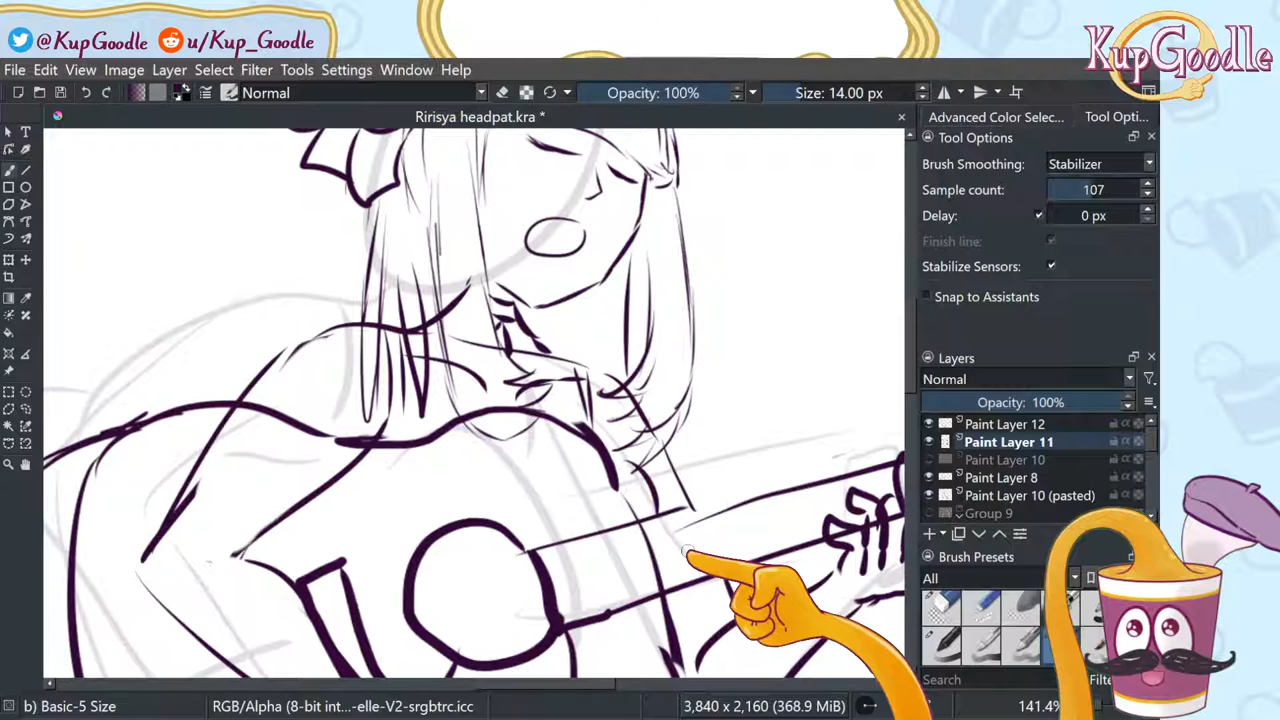 @KupGoodle u/Kup_Goodle
KupGoodle
File Edit View Image Layer Select Filter Tools Settings Window Help
Normal Opacity: 100% Size: 14.00 px
Ririsya headpat.kra *
Advanced Color Selec... Tool Opti...
Tool Options
Brush Smoothing: Stabilizer
Sample count: 107
Delay: 0 px
Finish line:
Stabilize Sensors:
Snap to Assistants
Layers
Normal
Opacity: 100%
Paint Layer 12
Paint Layer 11
Paint Layer 10
Paint Layer 8
Paint Layer 10 (pasted)
Group 9
Brush Presets
All
Search
b) Basic-5 Size RGB/Alpha (8-bit int...-elle-V2-srgbtrc.icc 3,840 x 2,160 (368.9 MiB) 141.4%